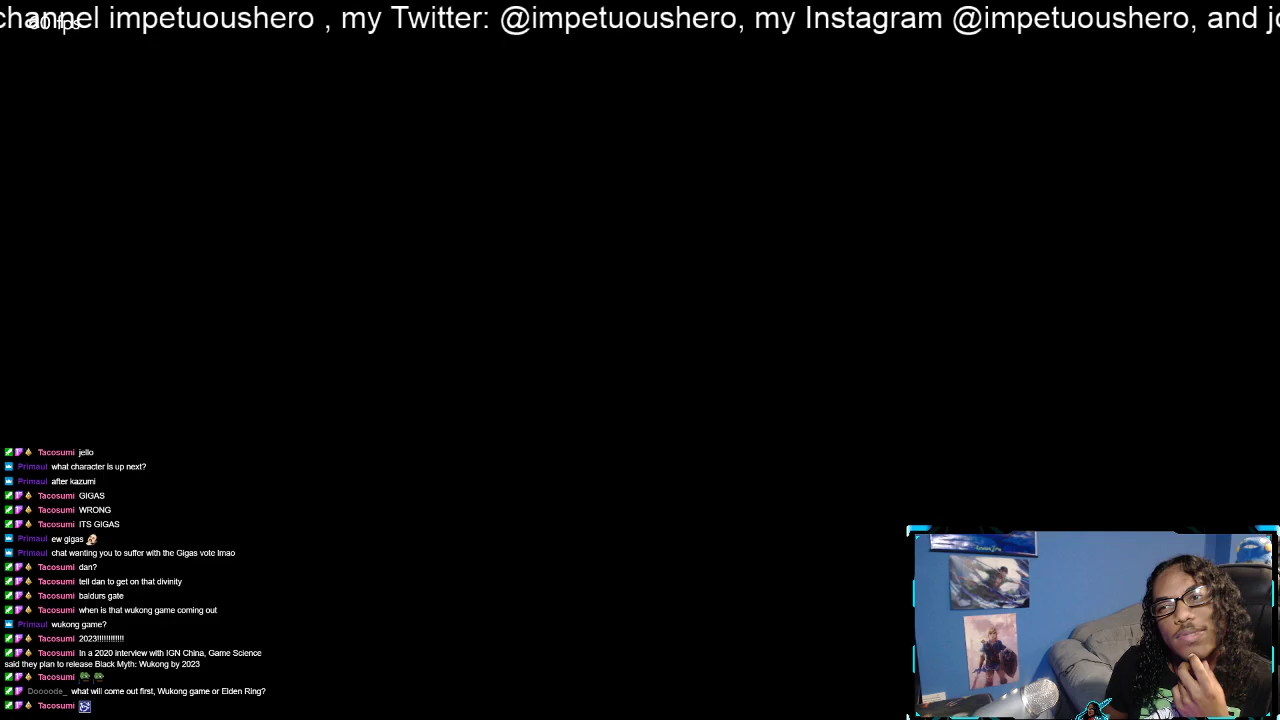 channel impetuoushero , my Twitter: @impetuoushero, my Instagram @impetuoushero, and jo
60 fps
Tacosumi jello
Primaul what character is up next?
Primaul after kazumi
Tacosumi GIGAS
Tacosumi WRONG
Tacosumi ITS GIGAS
Primaul ew gigas
Primaul chat wanting you to suffer with the Gigas vote lmao
Tacosumi dan?
Tacosumi tell dan to get on that divinity
Tacosumi baldurs gate
Tacosumi when is that wukong game coming out
Primaul wukong game?
Tacosumi 2023!!!!!!!!!!!!
Tacosumi In a 2020 interview with IGN China, Game Science
said they plan to release Black Myth: Wukong by 2023
Tacosumi
Doooode_ what will come out first, Wukong game or Elden Ring?
Tacosumi